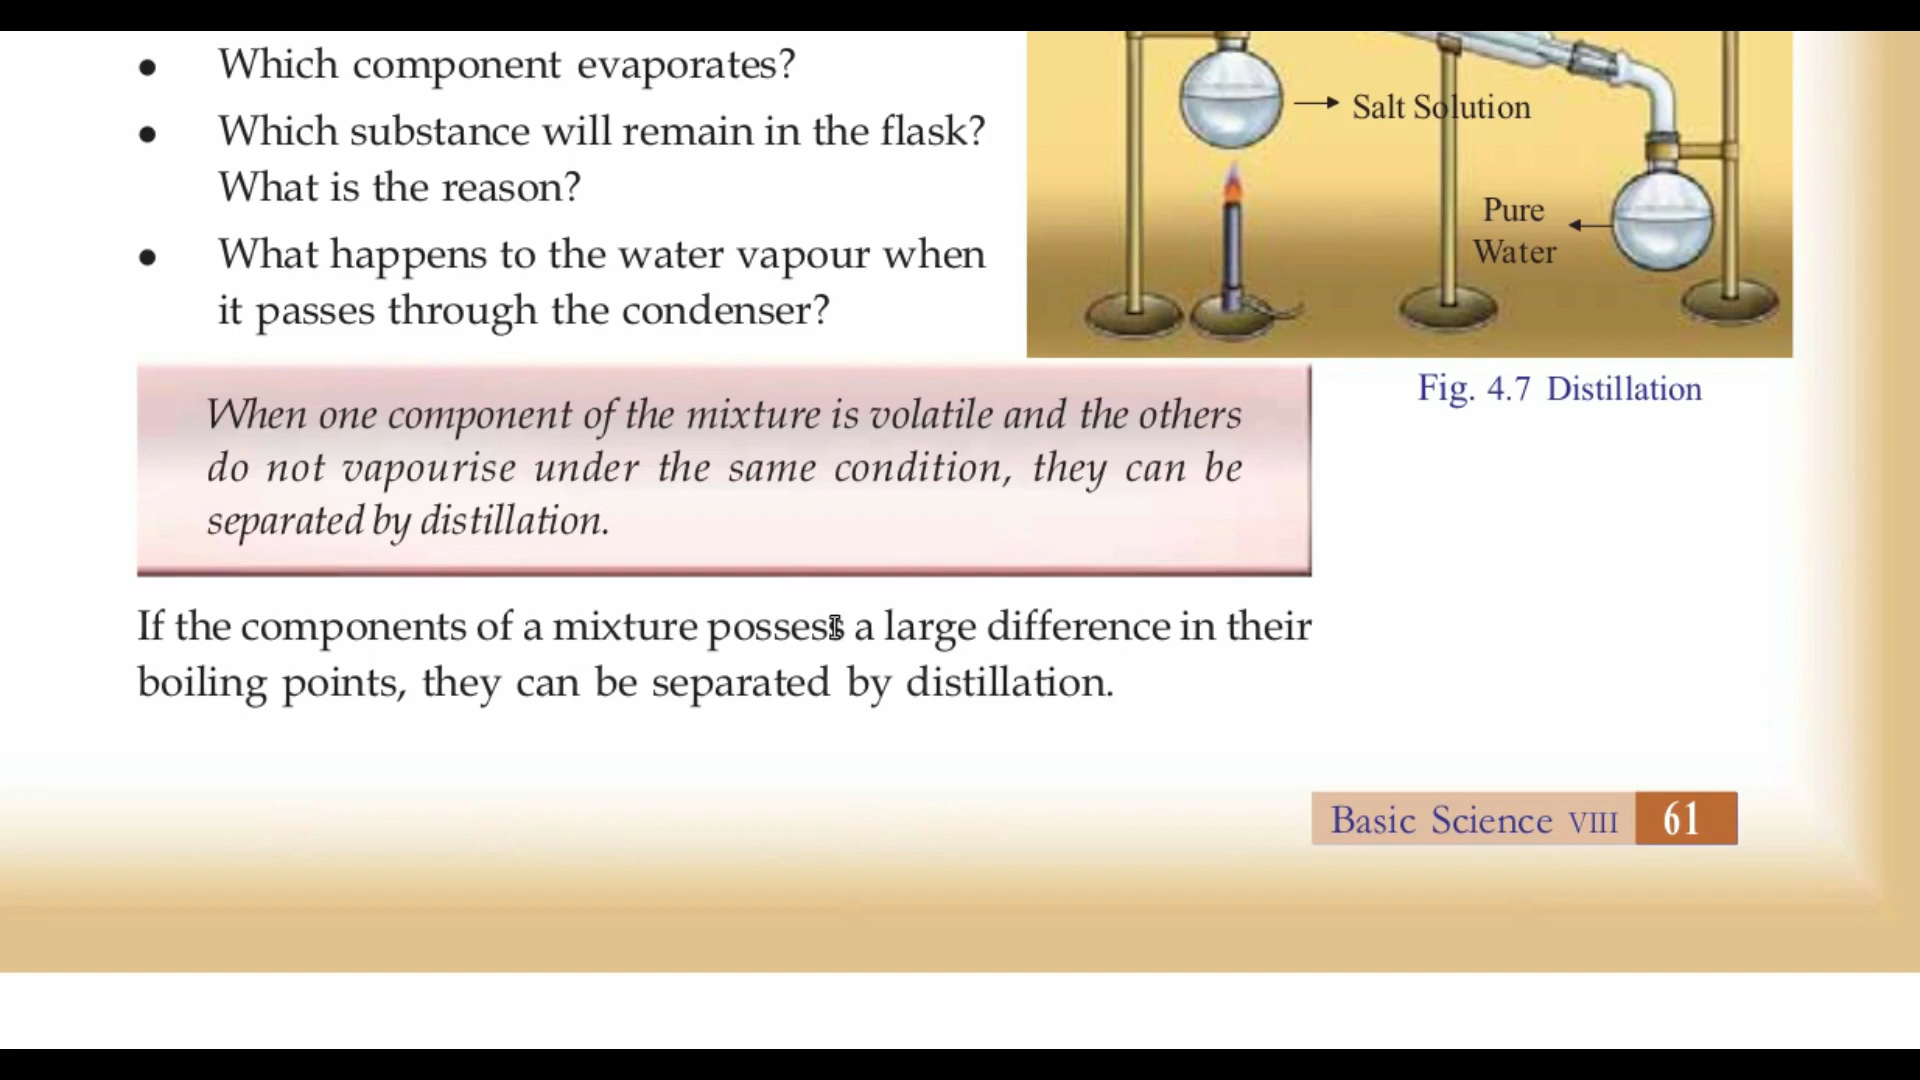 • Which component evaporates?
• Which substance will remain in the flask?
What is the reason?
• What happens to the water vapour when
it passes through the condenser?
Salt Solution
Pure
Water
Fig. 4.7 Distillation
When one component of the mixture is volatile and the others
do not vapourise under the same condition, they can be
separated by distillation.
If the components of a mixture possess a large difference in their
boiling points, they can be separated by distillation.
Basic Science VIII 61